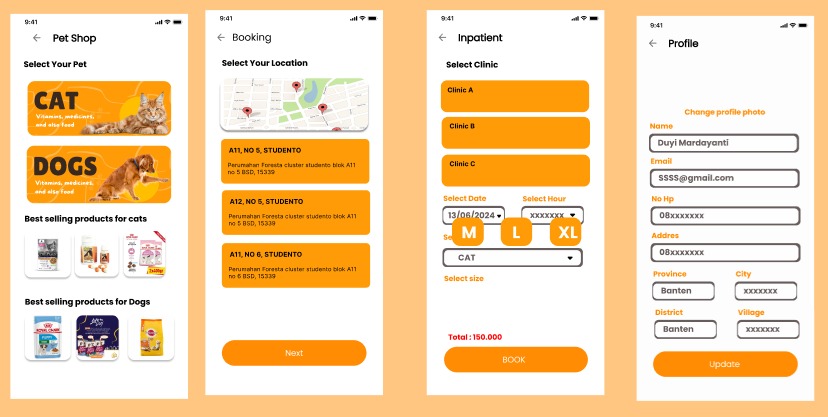 9:41
Pet Shop
Select Your Pet
CAT
Vitamins, medicines,
and also food
DOGS
Vitamins, medicines,
and also food
Best selling products for cats
Best selling products for Dogs
ROYAL CANIN
9:41
Booking
Select Your Location
A11, NO 5, STUDENTO
Perumahan Foresta cluster studento blok A11
no 5 BSD, 15339
A12, NO 5, STUDENTO
Perumahan Foresta cluster studento blok A12
no 5 BSD, 15339
A11, NO 6, STUDENTO
Perumahan Foresta cluster studento blok A11
no 6 BSD, 15339
Next
9:41
Inpatient
Select Clinic
Clinic A
Clinic B
Clinic C
Select Date
Select Hour
13/06/2024
xxxxxxx
M
L
XL
CAT
Select size
Total : 150.000
BOOK
9:41
Profile
Change profile photo
Name
Duyi Mardayanti
Email
SSSS@gmail.com
No Hp
08xxxxxxx
Addres
08xxxxxxx
Province
City
Banten
xxxxxxx
District
Village
Banten
xxxxxxx
Update